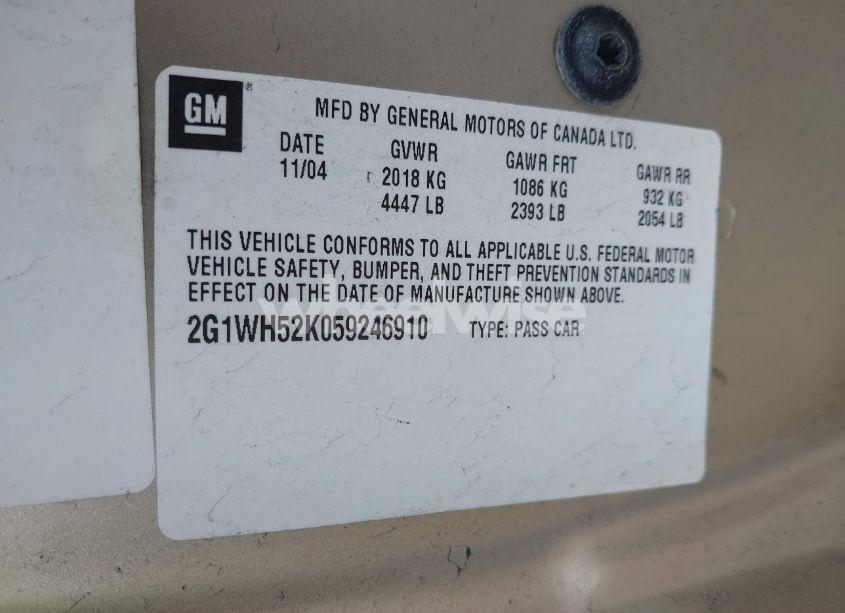 GM
MFD BY GENERAL MOTORS OF CANADA LTD.
DATE GVWR GAWR FRT GAWR RR
11/04 2018 KG 1086 KG 932 KG
4447 LB 2393 LB 2054 LB
THIS VEHICLE CONFORMS TO ALL APPLICABLE U.S. FEDERAL MOTOR
VEHICLE SAFETY, BUMPER, AND THEFT PREVENTION STANDARDS IN
EFFECT ON THE DATE OF MANUFACTURE SHOWN ABOVE.
wheelwise
2G1WH52K059246910 TYPE: PASS CAR